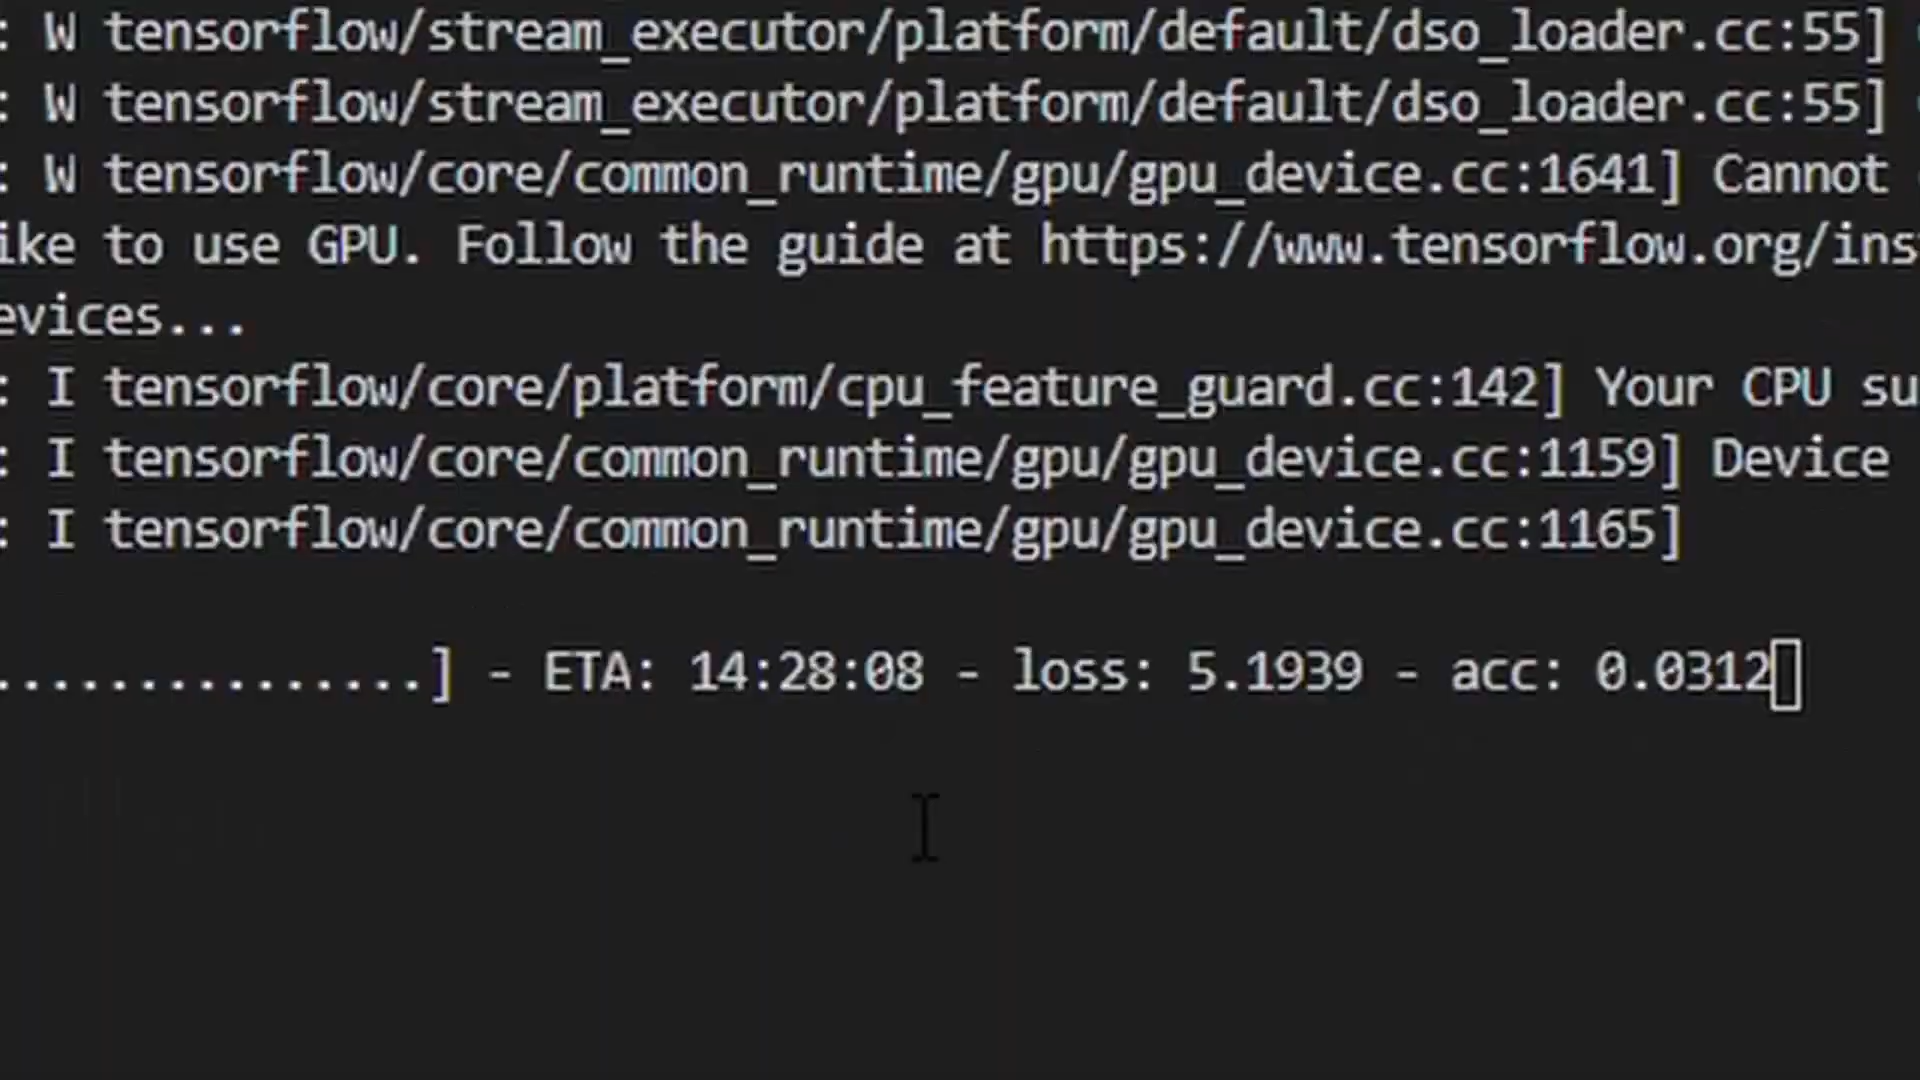 : W tensorflow/stream_executor/platform/default/dso_loader.cc:55]
: W tensorflow/stream_executor/platform/default/dso_loader.cc:55]
: W tensorflow/core/common_runtime/gpu/gpu_device.cc:1641] Cannot
ike to use GPU. Follow the guide at https://www.tensorflow.org/ins
evices...
: I tensorflow/core/platform/cpu_feature_guard.cc:142] Your CPU su
: I tensorflow/core/common_runtime/gpu/gpu_device.cc:1159] Device
: I tensorflow/core/common_runtime/gpu/gpu_device.cc:1165]
...............] - ETA: 14:28:08 - loss: 5.1939 - acc: 0.0312